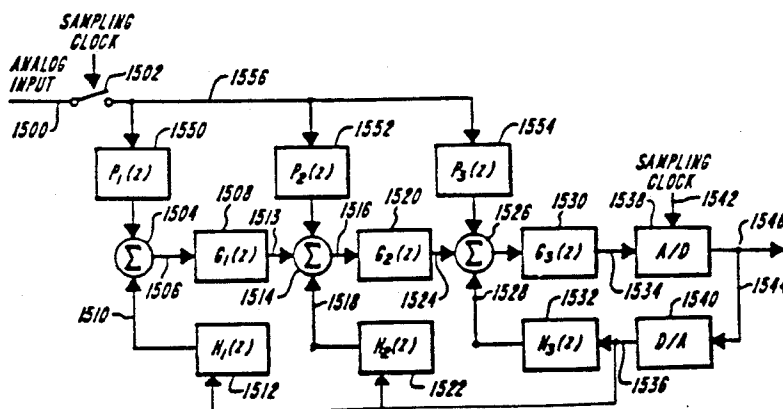 SAMPLING
CLOCK
ANALOG
INPUT
1502
1556
1500
1550
1552
1554
P₁(z)
P₂(z)
P₃(z)
SAMPLING
CLOCK
1542
1504
1508
1513
1516
1520
1526
1530
1538
1546
Σ
G₁(z)
Σ
G₂(z)
Σ
G₃(z)
A/D
1506
1514
1524
1534
1544
1510
1518
1528
1532
1540
H₁(z)
H₂(z)
H₃(z)
D/A
1512
1522
1536